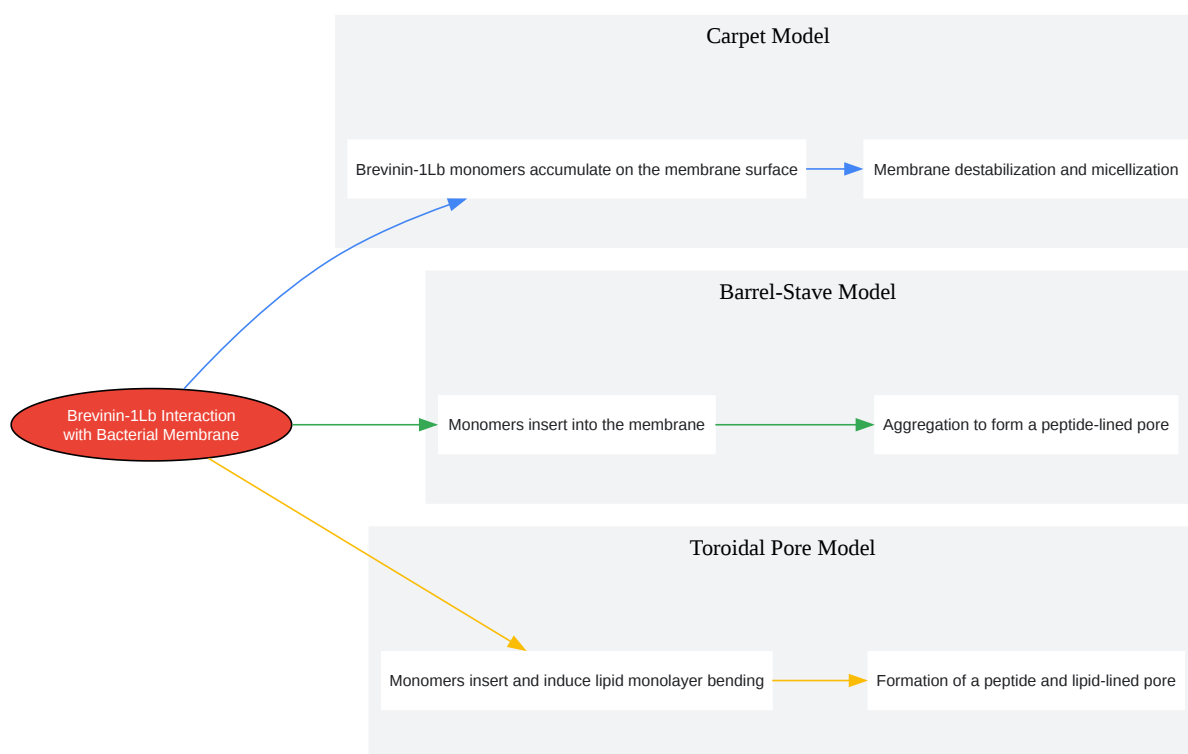 Carpet Model
Brevinin-1Lb monomers accumulate on the membrane surface
Membrane destabilization and micellization
Barrel-Stave Model
Brevinin-1Lb Interaction
with Bacterial Membrane
Monomers insert into the membrane
Aggregation to form a peptide-lined pore
Toroidal Pore Model
Monomers insert and induce lipid monolayer bending
Formation of a peptide and lipid-lined pore